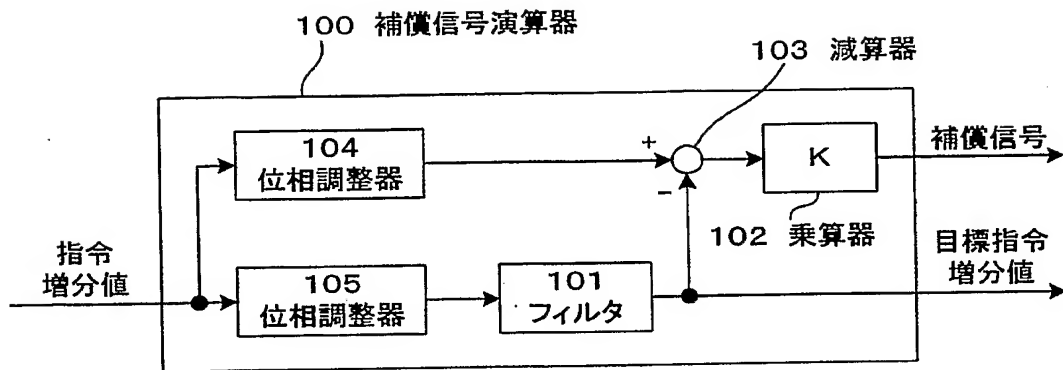 100 補償信号演算器
103 減算器
104
位相調整器
+
-
K
補償信号
102 乗算器
指令
増分値
105
位相調整器
101
フィルタ
目標指令
増分値